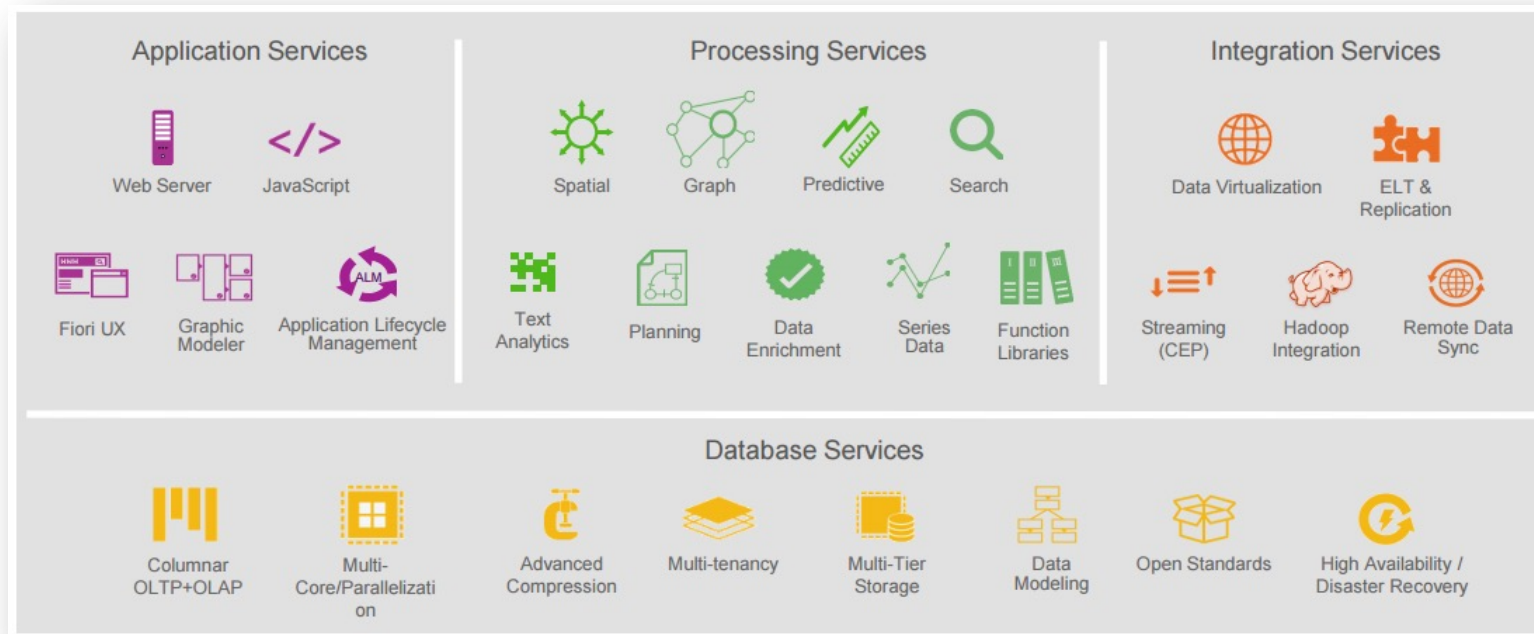 Application Services
Web Server
JavaScript
Fiori UX
Graphic
Modeler
ALM
Application Lifecycle
Management
Processing Services
Spatial
Graph
Predictive
Search
Text
Analytics
Planning
Data
Enrichment
Series
Data
I II III
Function
Libraries
Integration Services
Data Virtualization
ELT &
Replication
Streaming
(CEP)
Hadoop
Integration
Remote Data
Sync
Database Services
Columnar
OLTP+OLAP
Multi-
Core/Parallelizati
on
Advanced
Compression
Multi-tenancy
Multi-Tier
Storage
Data
Modeling
Open Standards
High Availability /
Disaster Recovery